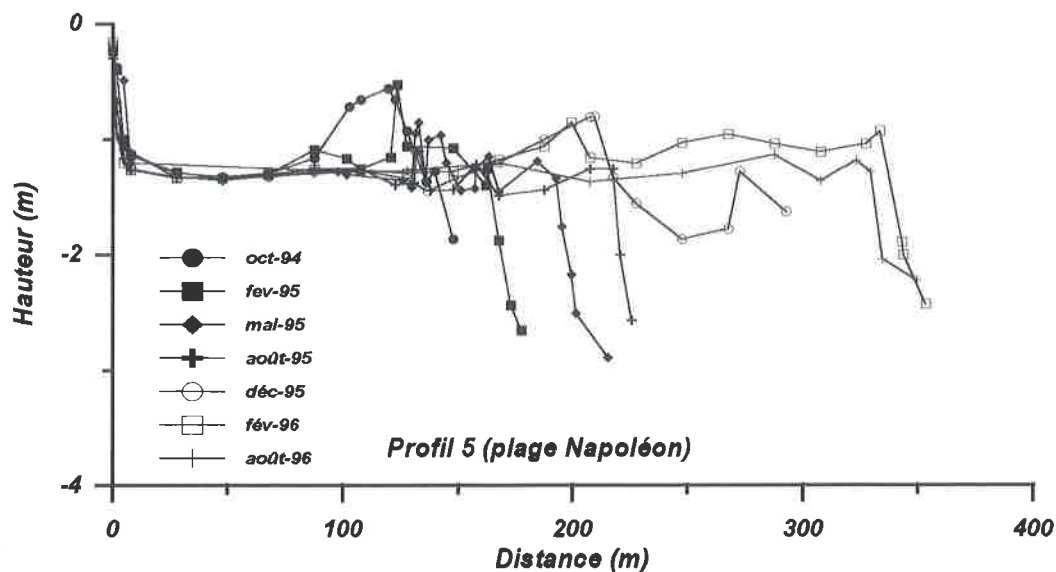 0
-2
-4
Hauteur (m)
oct-94
fev-95
mai-95
août-95
déc-95
fév-96
août-96
Profil 5 (plage Napoléon)
0
100
200
300
400
Distance (m)